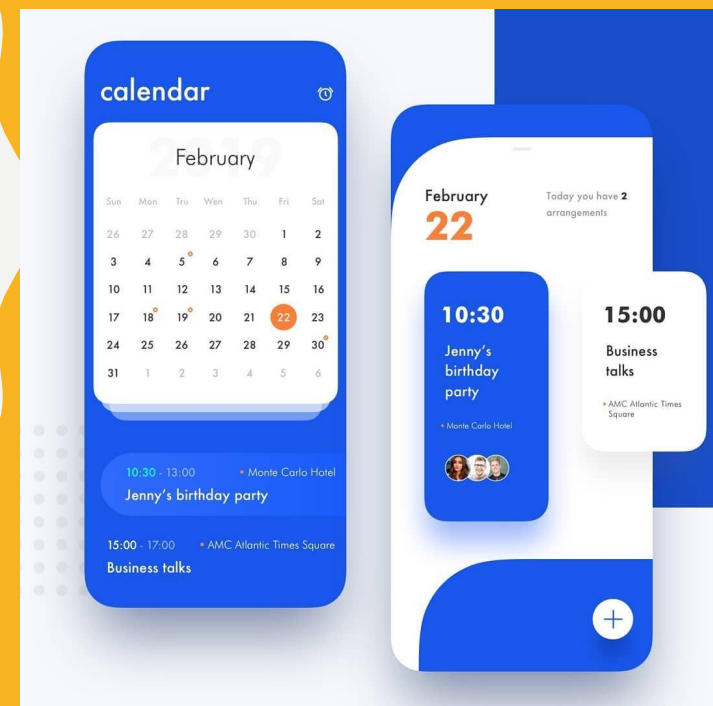 calendar
2019
February
Sun Mon Tru Wen Thu Fri Sat
26 27 28 29 30 1 2
3 4 5 6 7 8 9
10 11 12 13 14 15 16
17 18 19 20 21 22 23
24 25 26 27 28 29 30
31 1 2 3 4 5 6
10:30 - 13:00 • Monte Carlo Hotel
Jenny’s birthday party
15:00 - 17:00 • AMC Atlantic Times Square
Business talks
February
22
Today you have 2
arrangements
10:30
Jenny’s
birthday
party
• Monte Carlo Hotel
15:00
Business
talks
• AMC Atlantic Times
Square